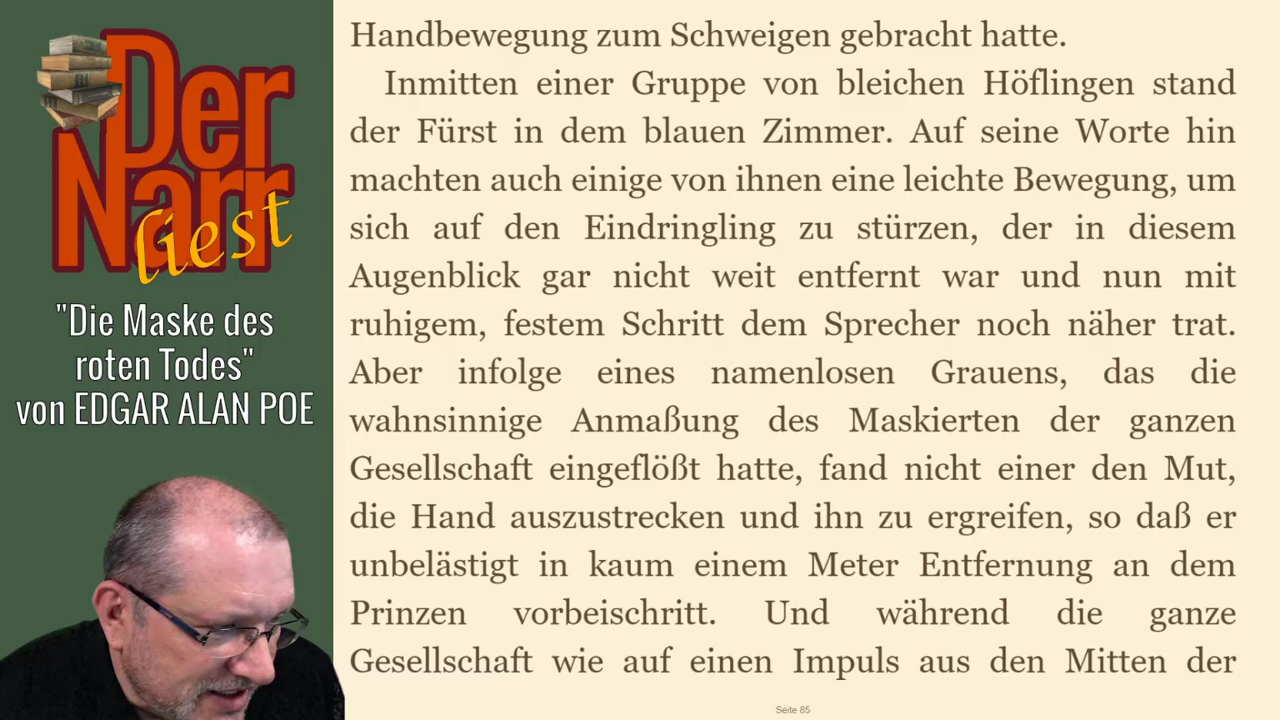 Der
Narr
liest
"Die Maske des
roten Todes"
von EDGAR ALAN POE
Handbewegung zum Schweigen gebracht hatte.
Inmitten einer Gruppe von bleichen Höflingen stand
der Fürst in dem blauen Zimmer. Auf seine Worte hin
machten auch einige von ihnen eine leichte Bewegung, um
sich auf den Eindringling zu stürzen, der in diesem
Augenblick gar nicht weit entfernt war und nun mit
ruhigem, festem Schritt dem Sprecher noch näher trat.
Aber infolge eines namenlosen Grauens, das die
wahnsinnige Anmaßung des Maskierten der ganzen
Gesellschaft eingeflößt hatte, fand nicht einer den Mut,
die Hand auszustrecken und ihn zu ergreifen, so daß er
unbelästigt in kaum einem Meter Entfernung an dem
Prinzen vorbeischritt. Und während die ganze
Gesellschaft wie auf einen Impuls aus den Mitten der
Seite 85